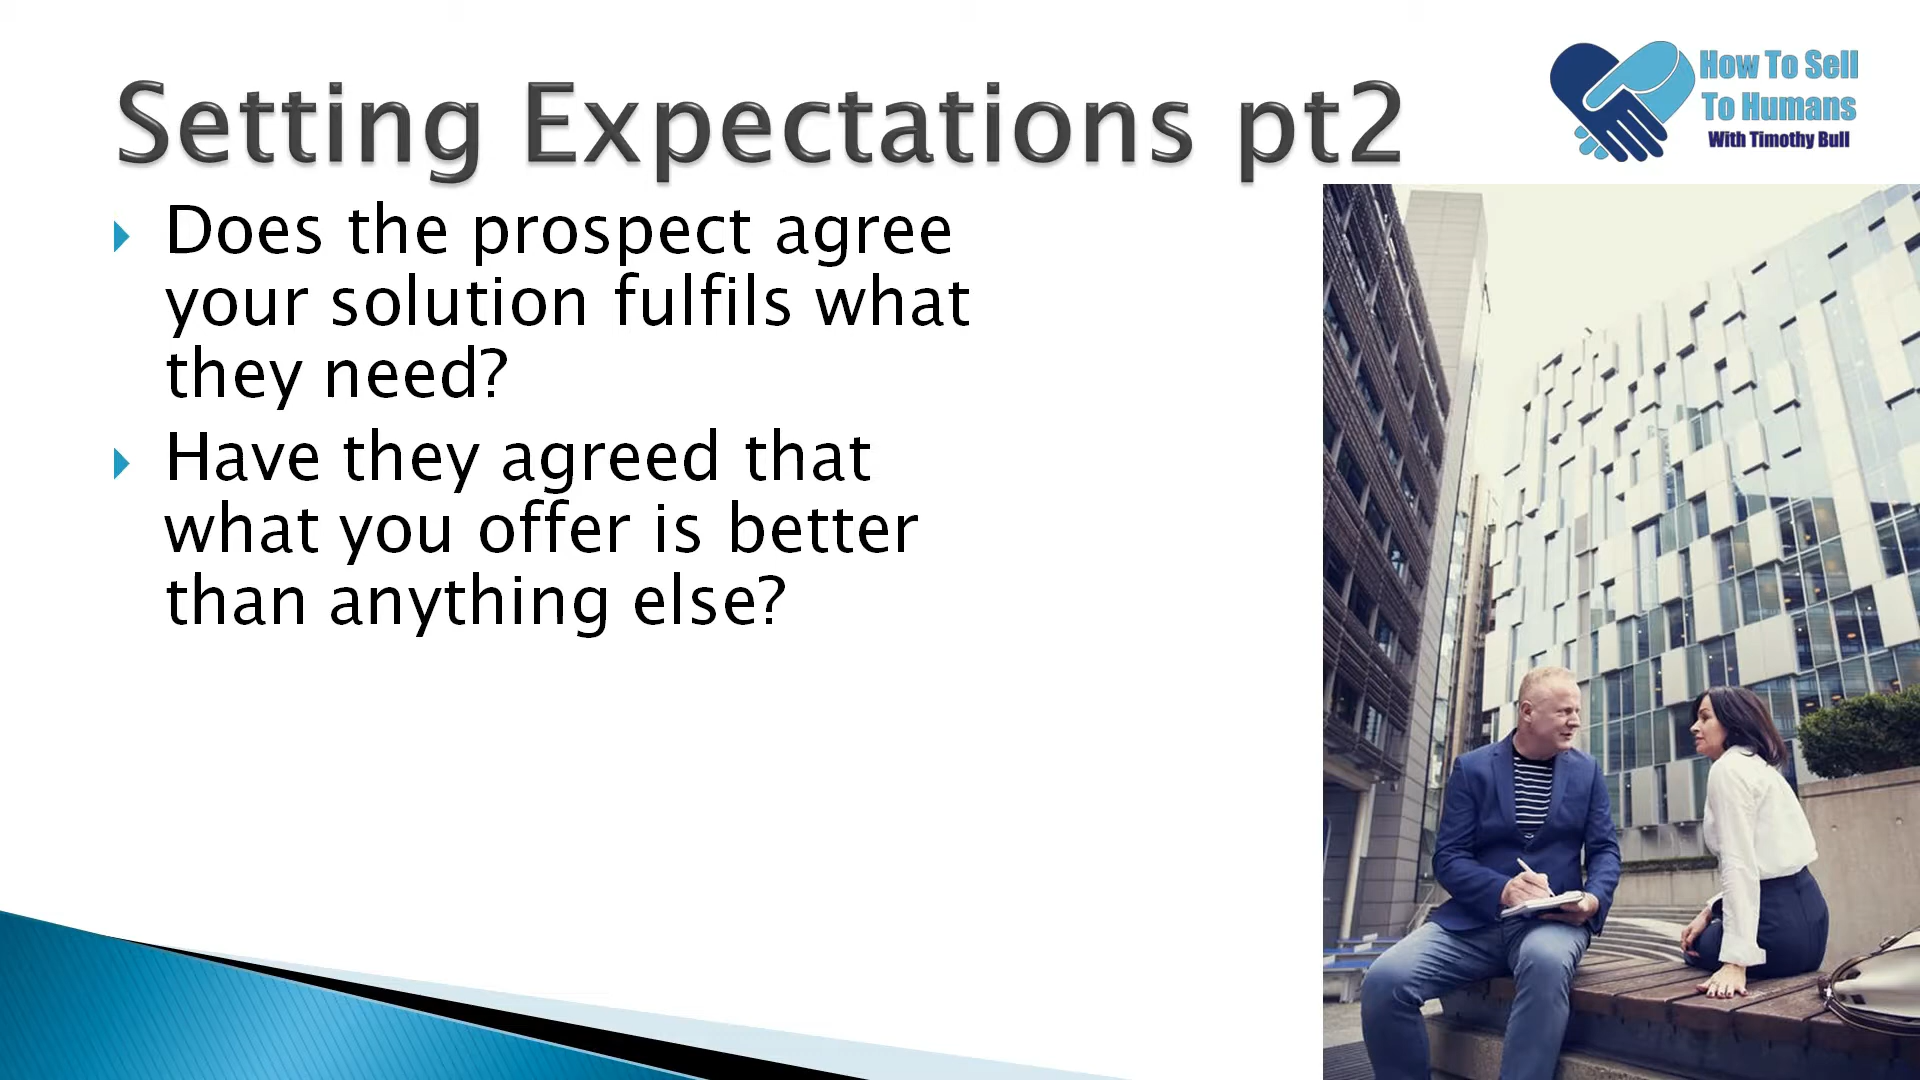 Setting Expectations pt2
How To Sell
To Humans
With Timothy Bull
Does the prospect agree
your solution fulfils what
they need?
Have they agreed that
what you offer is better
than anything else?